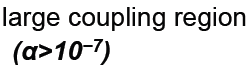 large coupling region
(α>10⁻⁷)